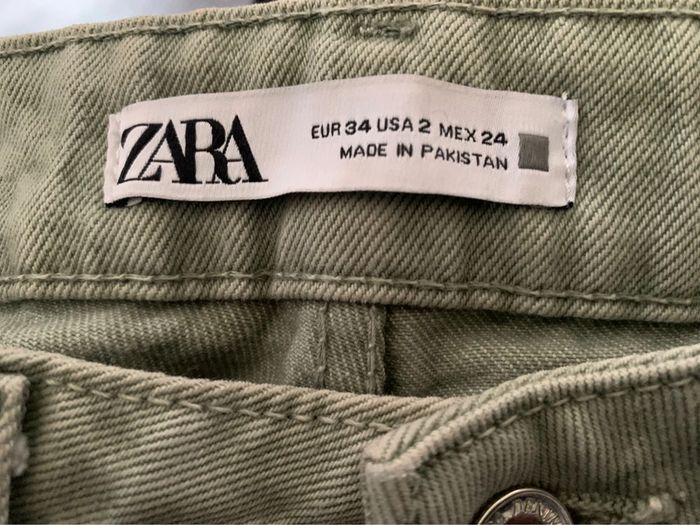 ZARA
EUR 34 USA 2 MEX 24
MADE IN PAKISTAN